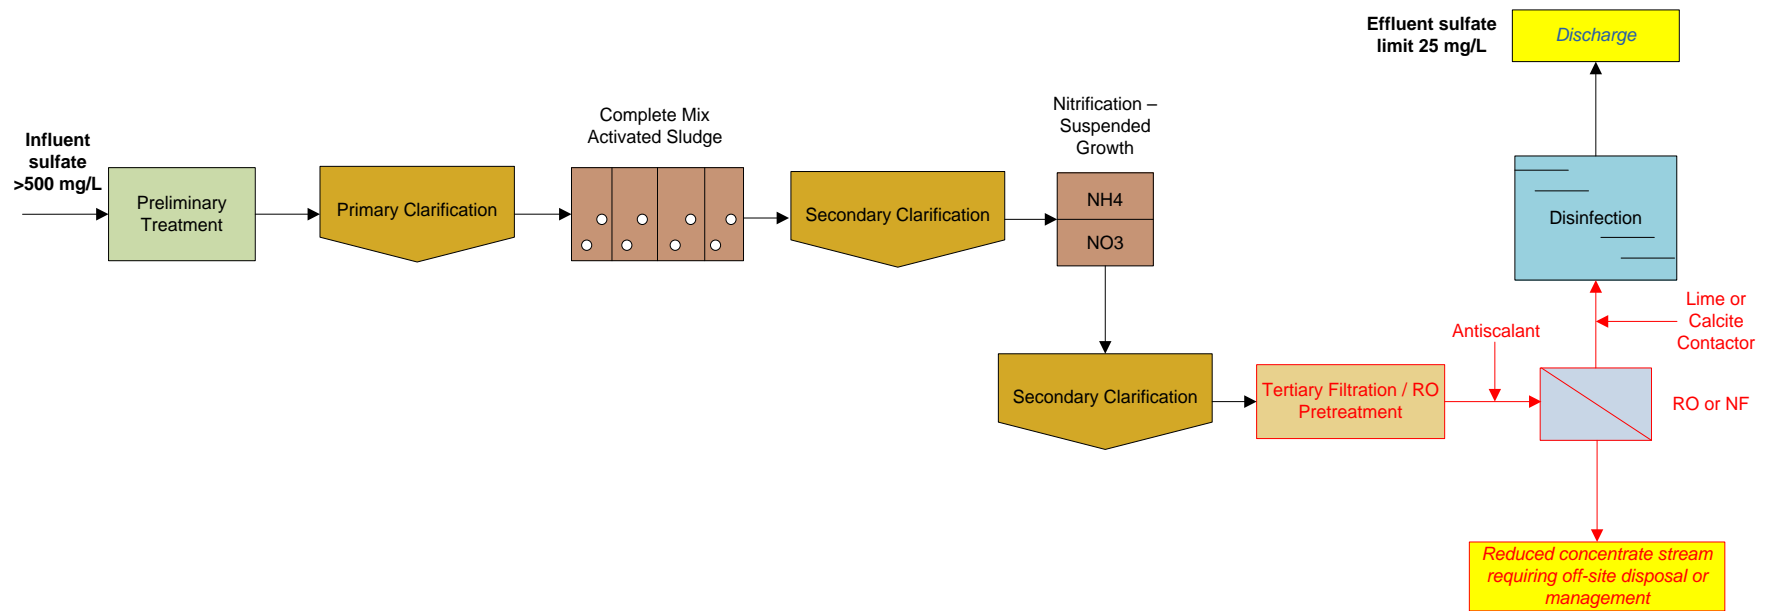 Influent
sulfate
>500 mg/L
Preliminary
Treatment
Primary Clarification
Complete Mix
Activated Sludge
Secondary Clarification
Nitrification –
Suspended
Growth
NH4
NO3
Secondary Clarification
Tertiary Filtration / RO
Pretreatment
Antiscalant
RO or NF
Lime or
Calcite
Contactor
Disinfection
Effluent sulfate
limit 25 mg/L
Discharge
Reduced concentrate stream
requiring off-site disposal or
management